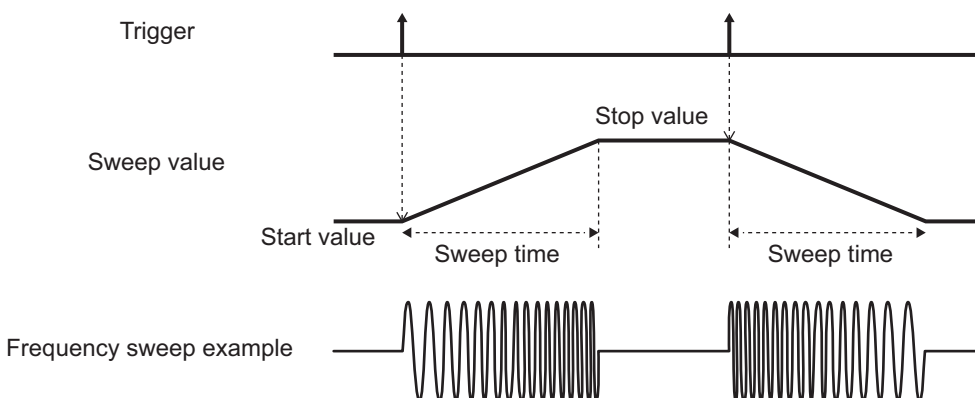 Trigger
Stop value
Sweep value
Start value
Sweep time
Sweep time
Frequency sweep example